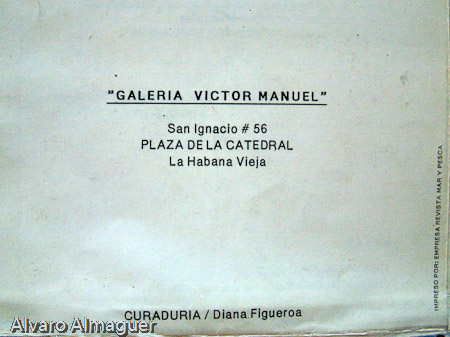 "GALERIA VICTOR MANUEL"
San Ignacio # 56
PLAZA DE LA CATEDRAL
La Habana Vieja
IMPRESO POR: EMPRESA REVISTA MAR Y PESCA
CURADURIA / Diana Figueroa
Alvaro Almaguer